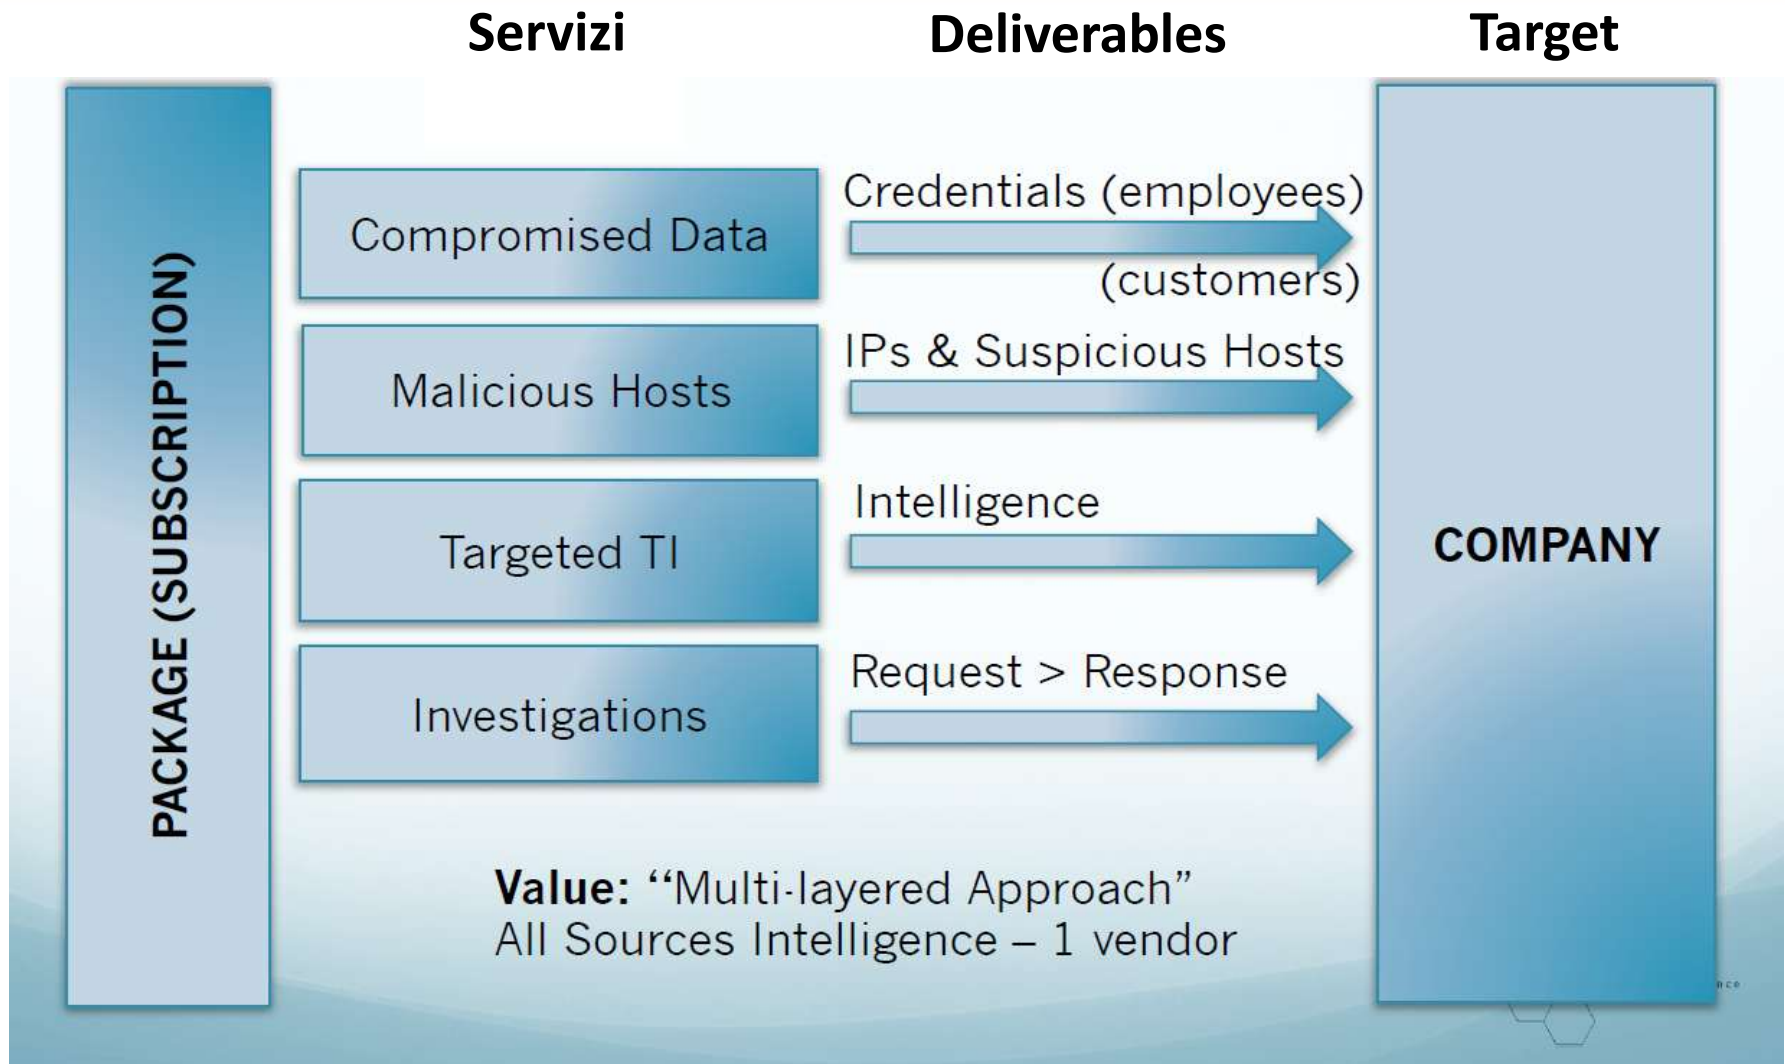 Servizi
Deliverables
Target
PACKAGE (SUBSCRIPTION)
Compromised Data
Credentials (employees)
(customers)
Malicious Hosts
IPs & Suspicious Hosts
Targeted TI
Intelligence
Investigations
Request > Response
COMPANY
Value: “Multi-layered Approach”
All Sources Intelligence – 1 vendor